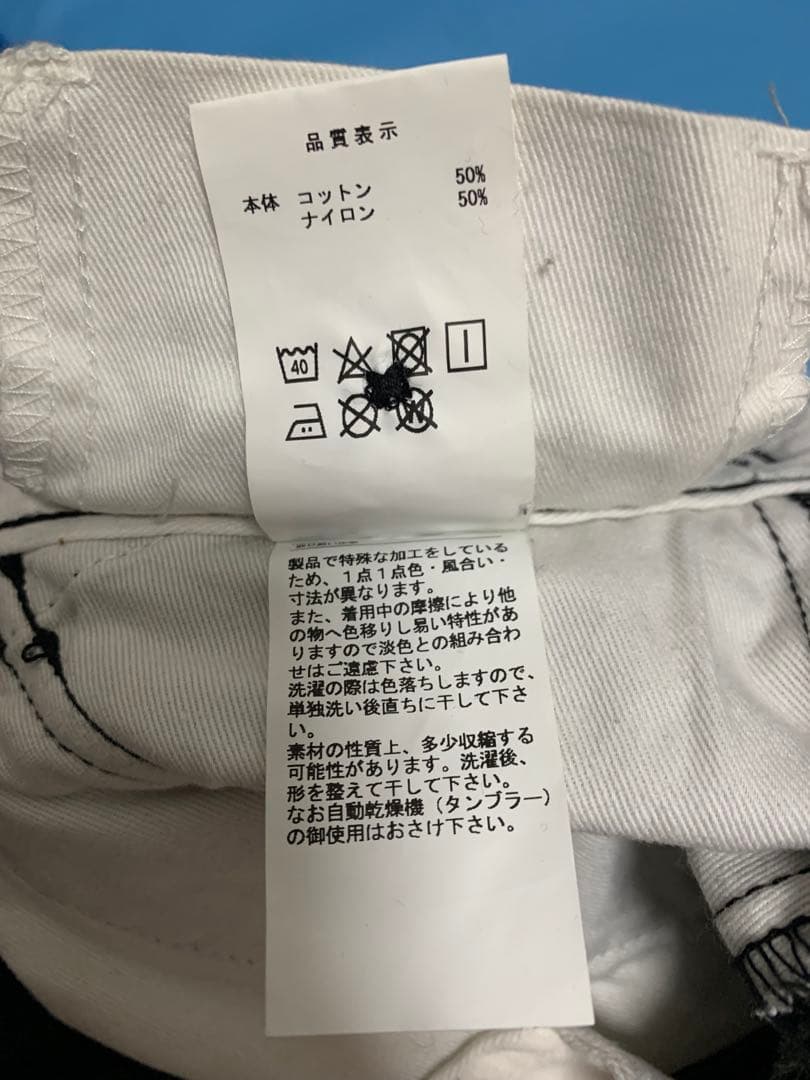 品質表示
本体 コットン 50%
ナイロン 50%
40
製品で特殊な加工をしている
ため、1点1点色・風合い・
寸法が異なります。
また、着用中の摩擦により他
の物へ色移りし易い特性があ
りますので淡色との組み合わ
せはご遠慮下さい。
洗濯の際は色落ちしますので、
単独洗い後直ちに干して下さ
い。
素材の性質上、多少収縮する
可能性があります。洗濯後、
形を整えて干して下さい。
なお自動乾燥機（タンブラー）
の御使用はおさけ下さい。